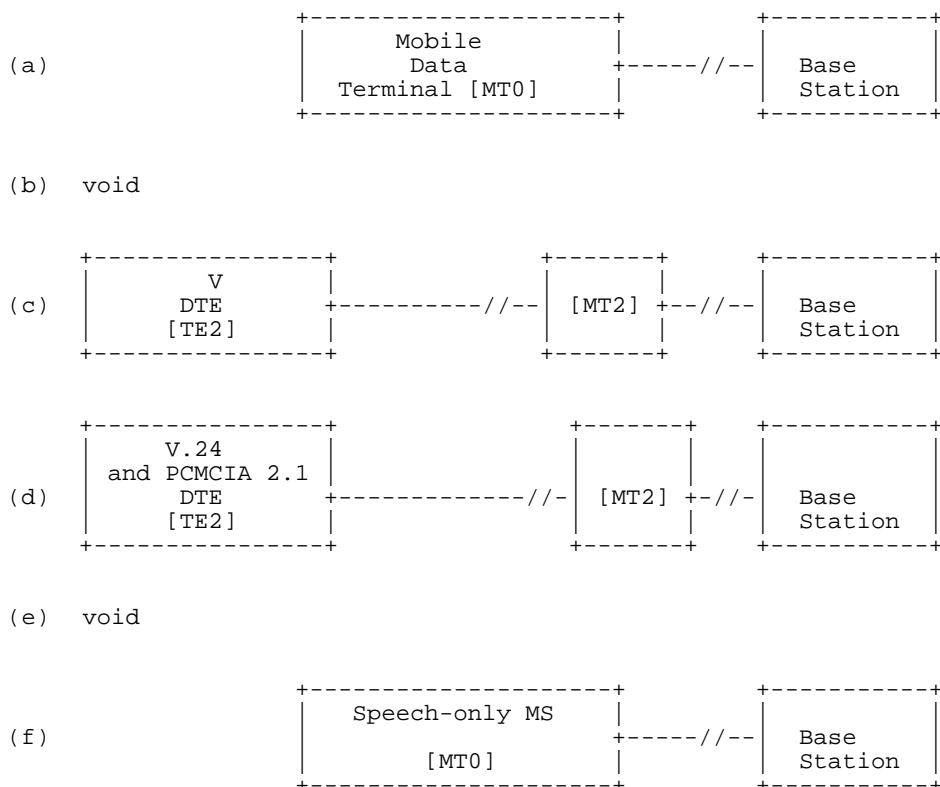 +---------------------+         +-----------+
                    |      Mobile         |         |           |
(a)                 |       Data          +-----//--|  Base     |
                    |  Terminal [MT0]     |         |  Station  |
                    +---------------------+         +-----------+

(b)  void

     +----------------+              +-------+      +-----------+
     |        V       |              |       |      |           |
(c)  |      DTE       +----------//--| [MT2] +--//--|  Base     |
     |     [TE2]      |              |       |      |  Station  |
     +----------------+              +-------+      +-----------+

     +----------------+                +-------+    +-----------+
     |     V.24       |                |       |    |           |
     | and PCMCIA 2.1 |                |       |    |           |
(d)  |      DTE       +------------//-| [MT2] +-//-|  Base     |
     |     [TE2]      |                |       |    |  Station  |
     +----------------+                +-------+    +-----------+

(e)  void

                    +---------------------+         +-----------+
                    |   Speech-only MS    |         |           |
(f)                 |                     +-----//--|  Base     |
                    |        [MT0]        |         |  Station  |
                    +---------------------+         +-----------+